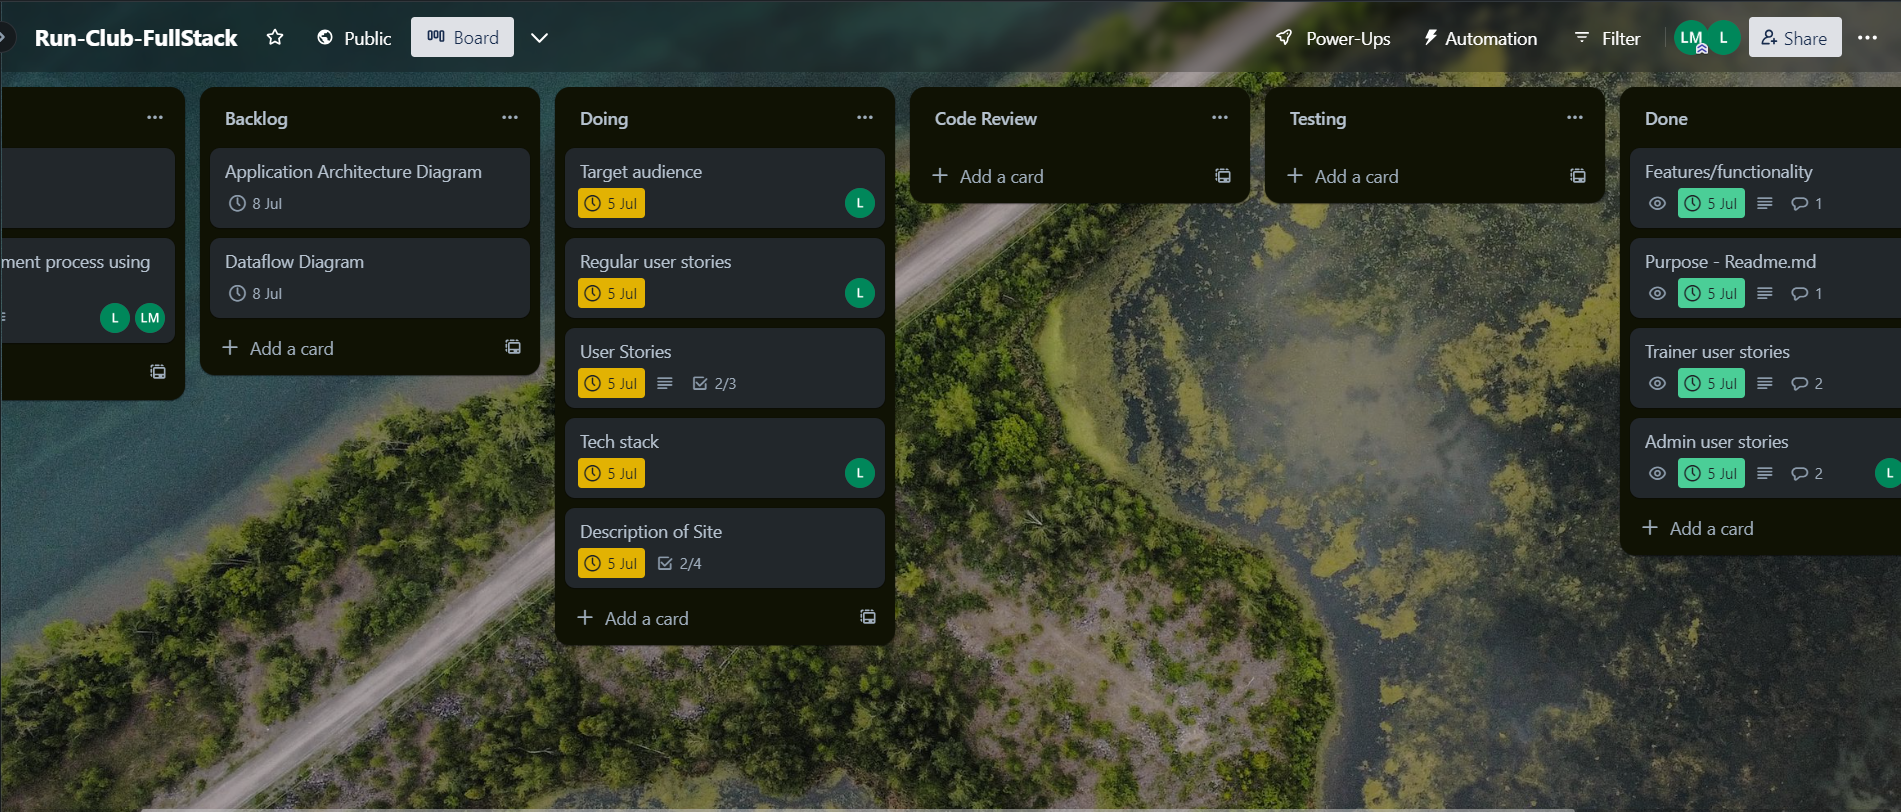 Run-Club-FullStack
Public
Board
Power-Ups
Automation
Filter
LM
L
Share
ment process using
L
LM
Backlog
Application Architecture Diagram
8 Jul
Dataflow Diagram
8 Jul
+ Add a card
Doing
Target audience
5 Jul
L
Regular user stories
5 Jul
L
User Stories
5 Jul
2/3
Tech stack
5 Jul
L
Description of Site
5 Jul
2/4
+ Add a card
Code Review
+ Add a card
Testing
+ Add a card
Done
Features/functionality
5 Jul
1
Purpose - Readme.md
5 Jul
1
Trainer user stories
5 Jul
2
Admin user stories
5 Jul
2
L
+ Add a card